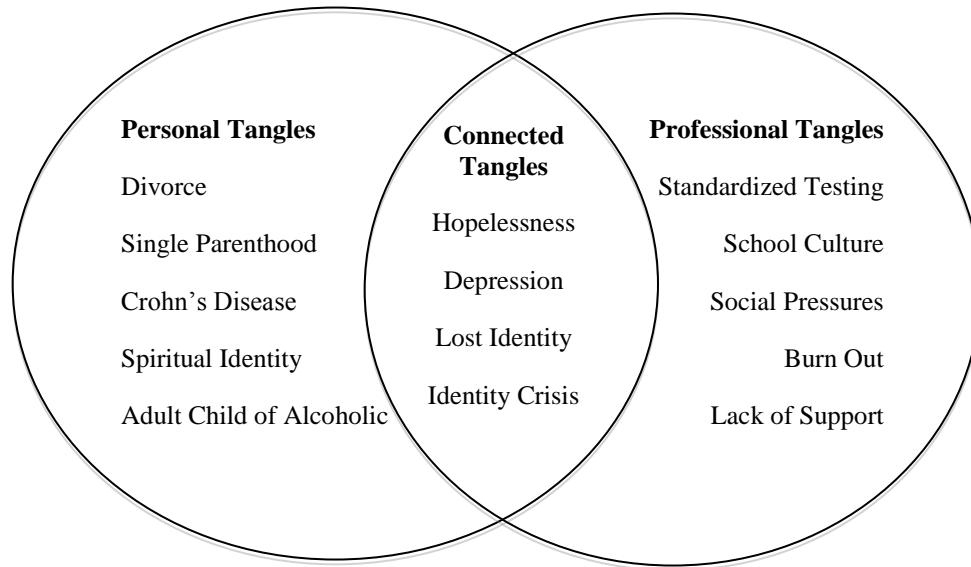 Personal Tangles
Divorce
Single Parenthood
Crohn’s Disease
Spiritual Identity
Adult Child of Alcoholic
Connected
Tangles
Hopelessness
Depression
Lost Identity
Identity Crisis
Professional Tangles
Standardized Testing
School Culture
Social Pressures
Burn Out
Lack of Support